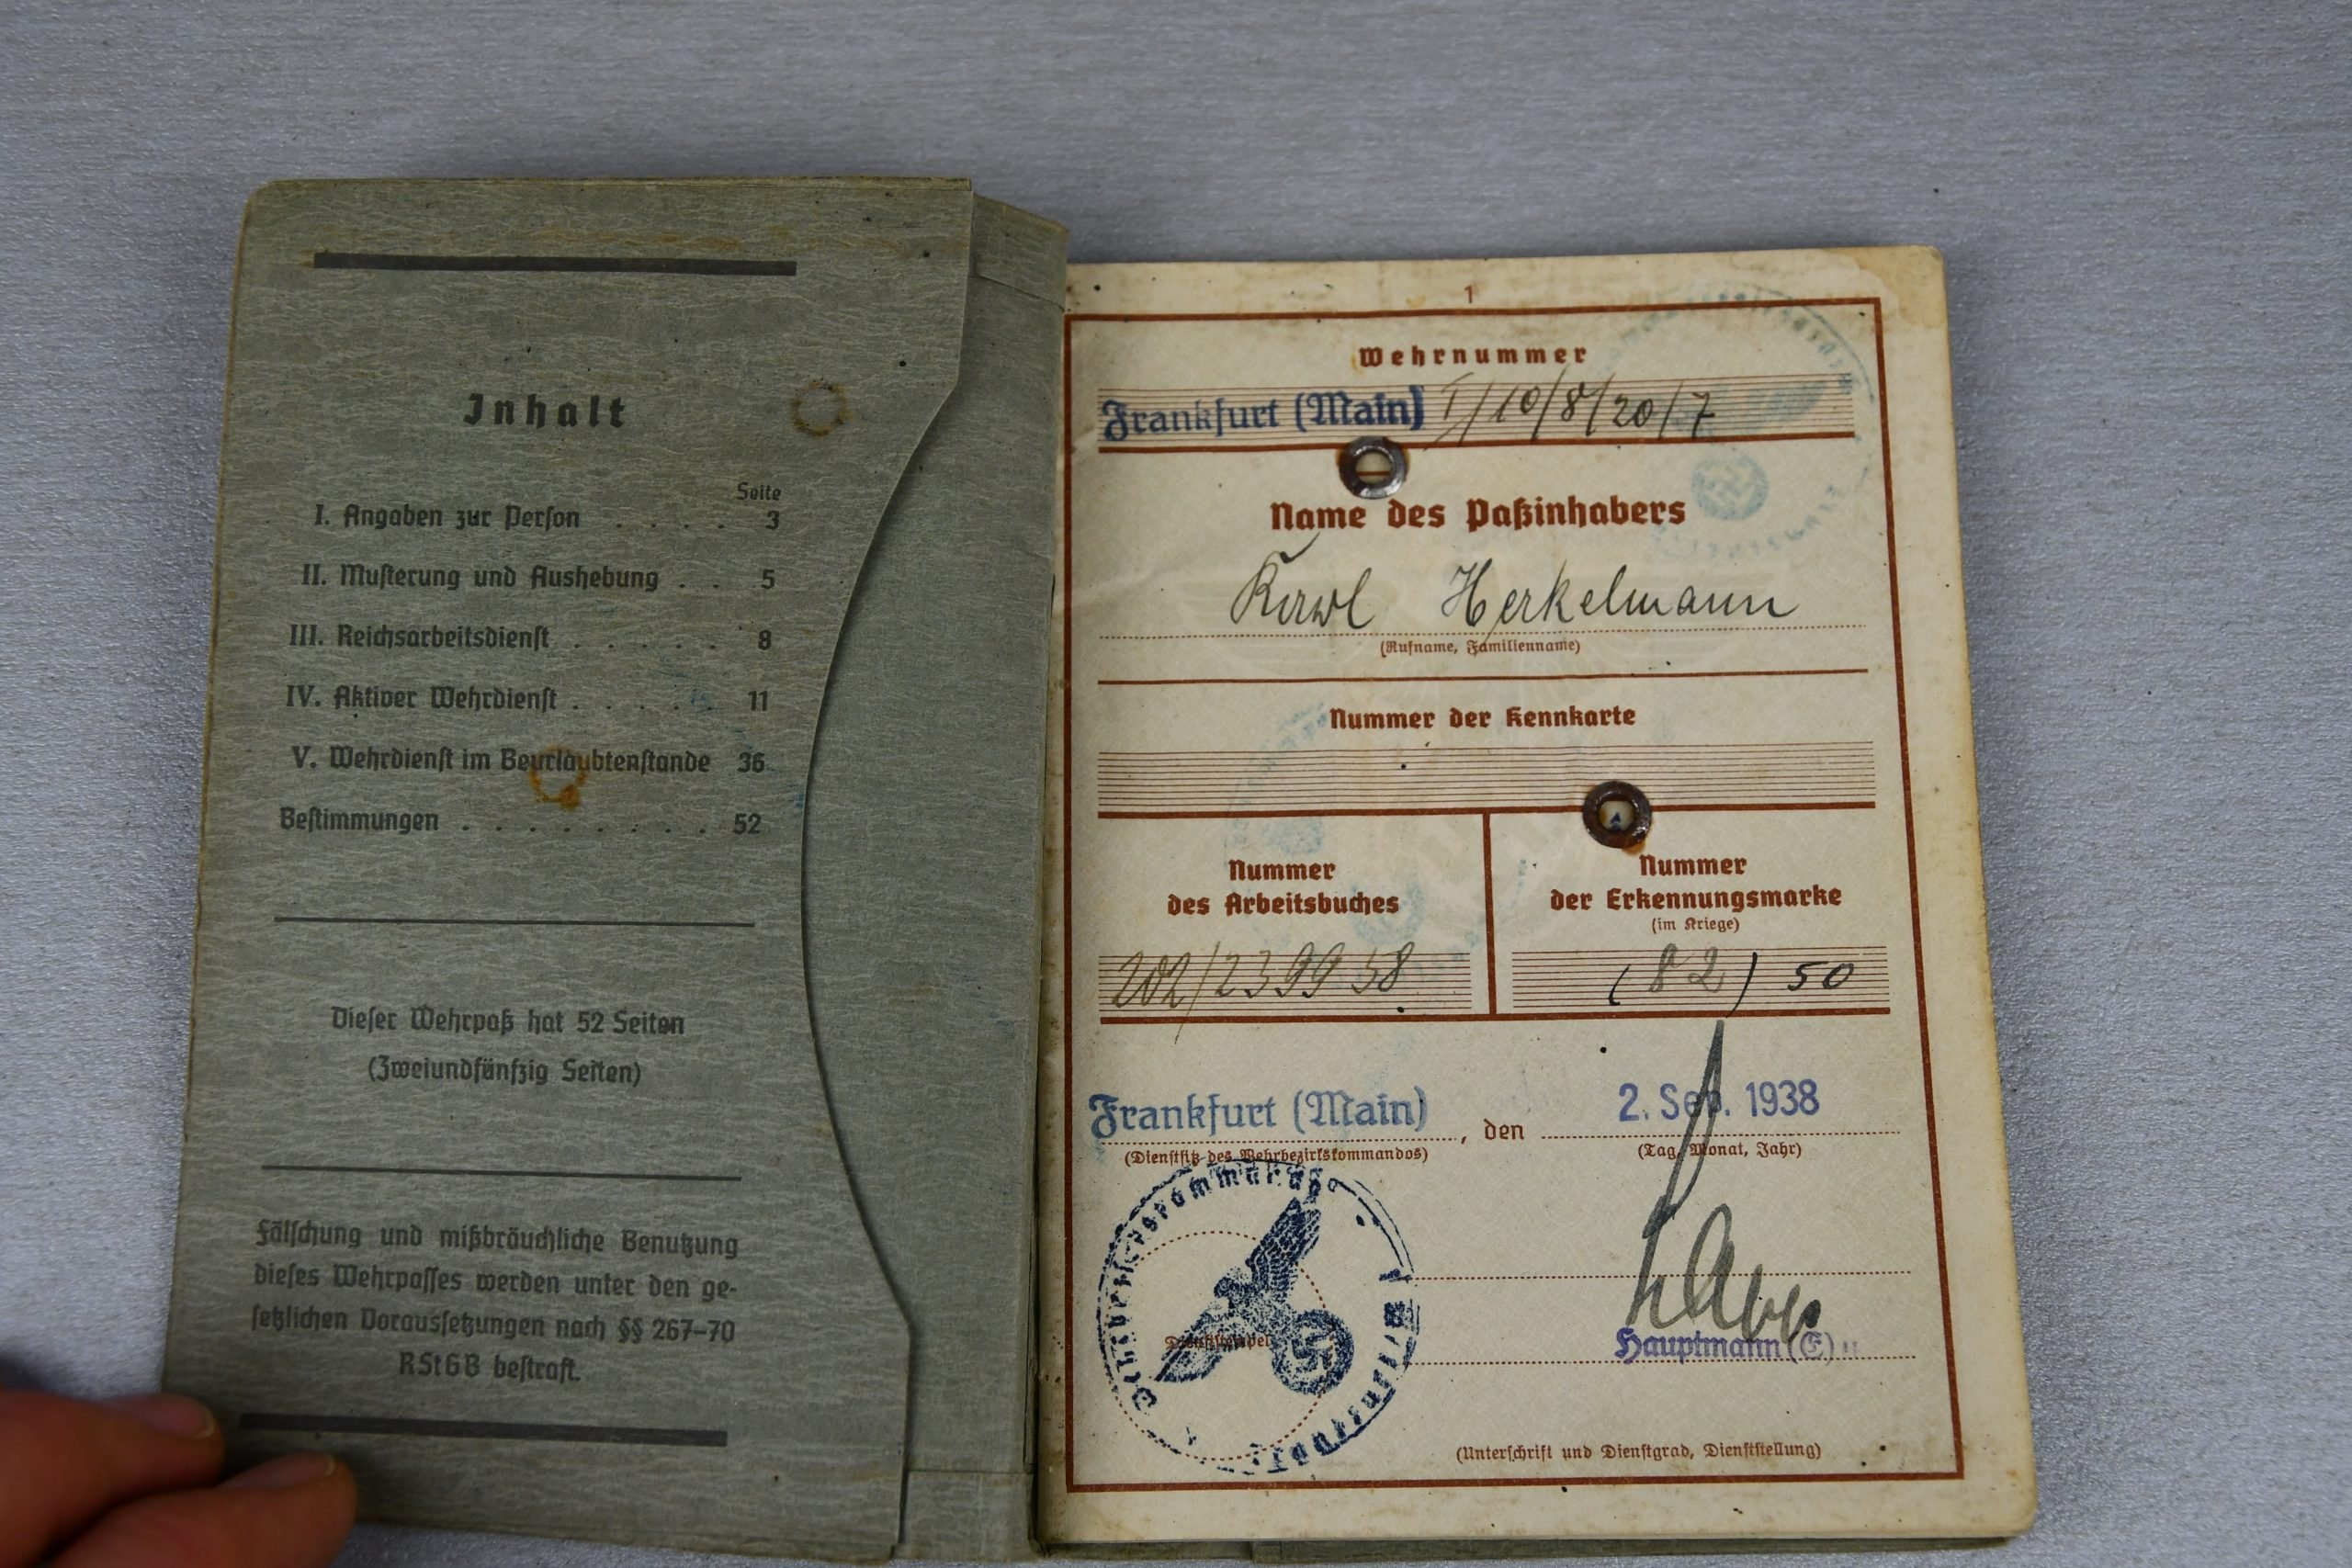 Inhalt
Seite
I. Angaben zur Person . . . . 3
II. Musterung und Aushebung . . 5
III. Reichsarbeitsdienst . . . . . 8
IV. Aktiver Wehrdienst . . . . . 11
V. Wehrdienst im Beurlaubtenstande 36
Bestimmungen . . . . . . . . 52
Dieser Wehrpaß hat 52 Seiten
(Zweiundfünfzig Seiten)
Fälschung und mißbräuchliche Benutzung
dieses Wehrpasses werden unter den ge-
setzlichen Voraussetzungen nach §§ 267–70
RStGB bestraft.
1
Wehrnummer
Frankfurt (Main) I/10/8/20/7
Name des Paßinhabers
Karl Herkelmann
(Rufname, Familienname)
Nummer der Kennkarte
Nummer
des Arbeitsbuches
202/239958
Nummer
der Erkennungsmarke
(im Kriege)
(82) 50
Frankfurt (Main), den 2. Sep. 1938
(Dienstsitz des Wehrbezirkskommandos)
(Tag, Monat, Jahr)
Dienststempel
Hauptmann (E)
(Unterschrift und Dienstgrad, Dienststellung)